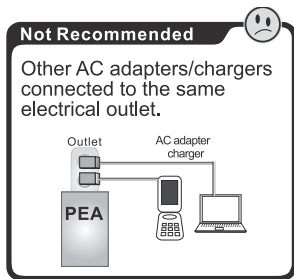 Not Recommended
Other AC adapters/chargers
connected to the same
electrical outlet.
Outlet
AC adapter
charger
PEA